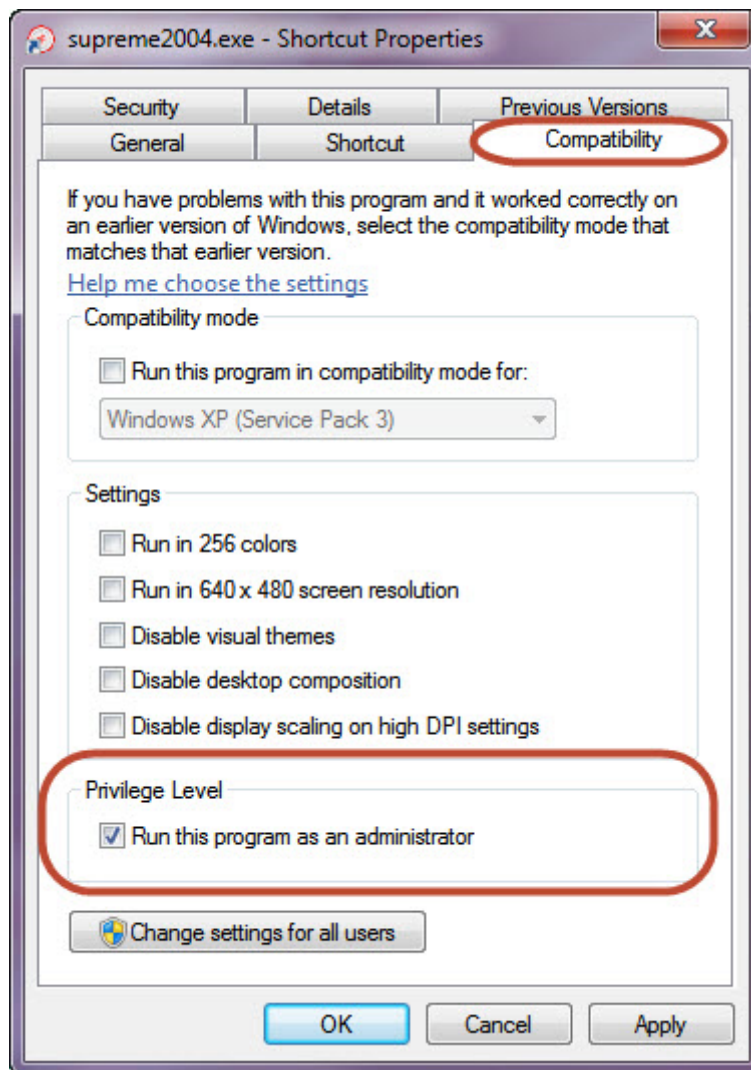 supreme2004.exe - Shortcut Properties
Security Details Previous Versions
General Shortcut Compatibility
If you have problems with this program and it worked correctly on
an earlier version of Windows, select the compatibility mode that
matches that earlier version.
Help me choose the settings
Compatibility mode
Run this program in compatibility mode for:
Windows XP (Service Pack 3)
Settings
Run in 256 colors
Run in 640 x 480 screen resolution
Disable visual themes
Disable desktop composition
Disable display scaling on high DPI settings
Privilege Level
Run this program as an administrator
Change settings for all users
OK Cancel Apply